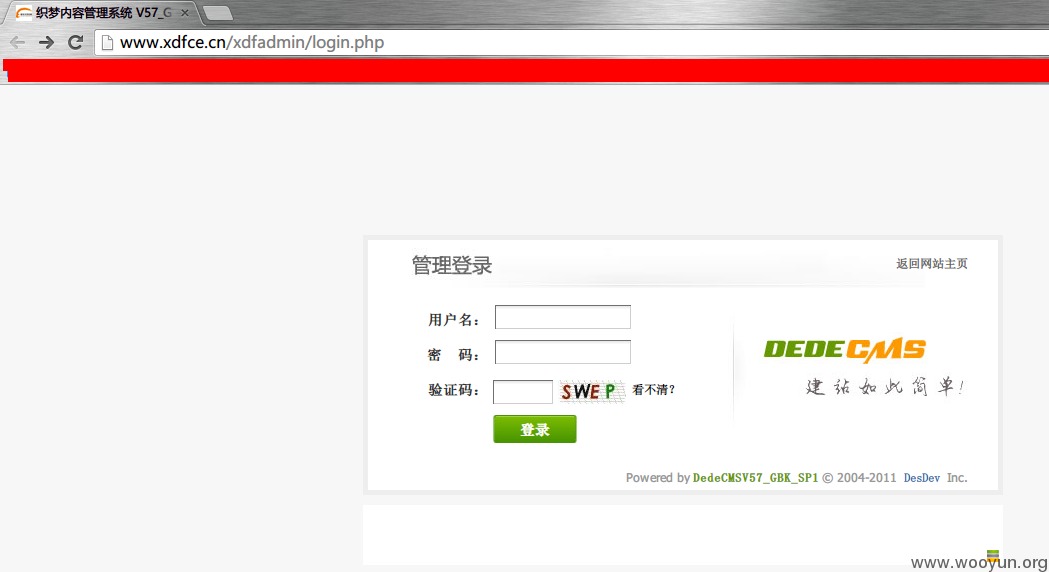 织梦内容管理系统 V57_G
www.xdfce.cn/xdfadmin/login.php
管理登录
返回网站主页
用户名：
密 码：
验证码：
SWEP
看不清?
登录
DEDECMS
建站如此简单!
Powered by DedeCMSV57_GBK_SP1 © 2004-2011 DesDev Inc.
www.wooyun.org